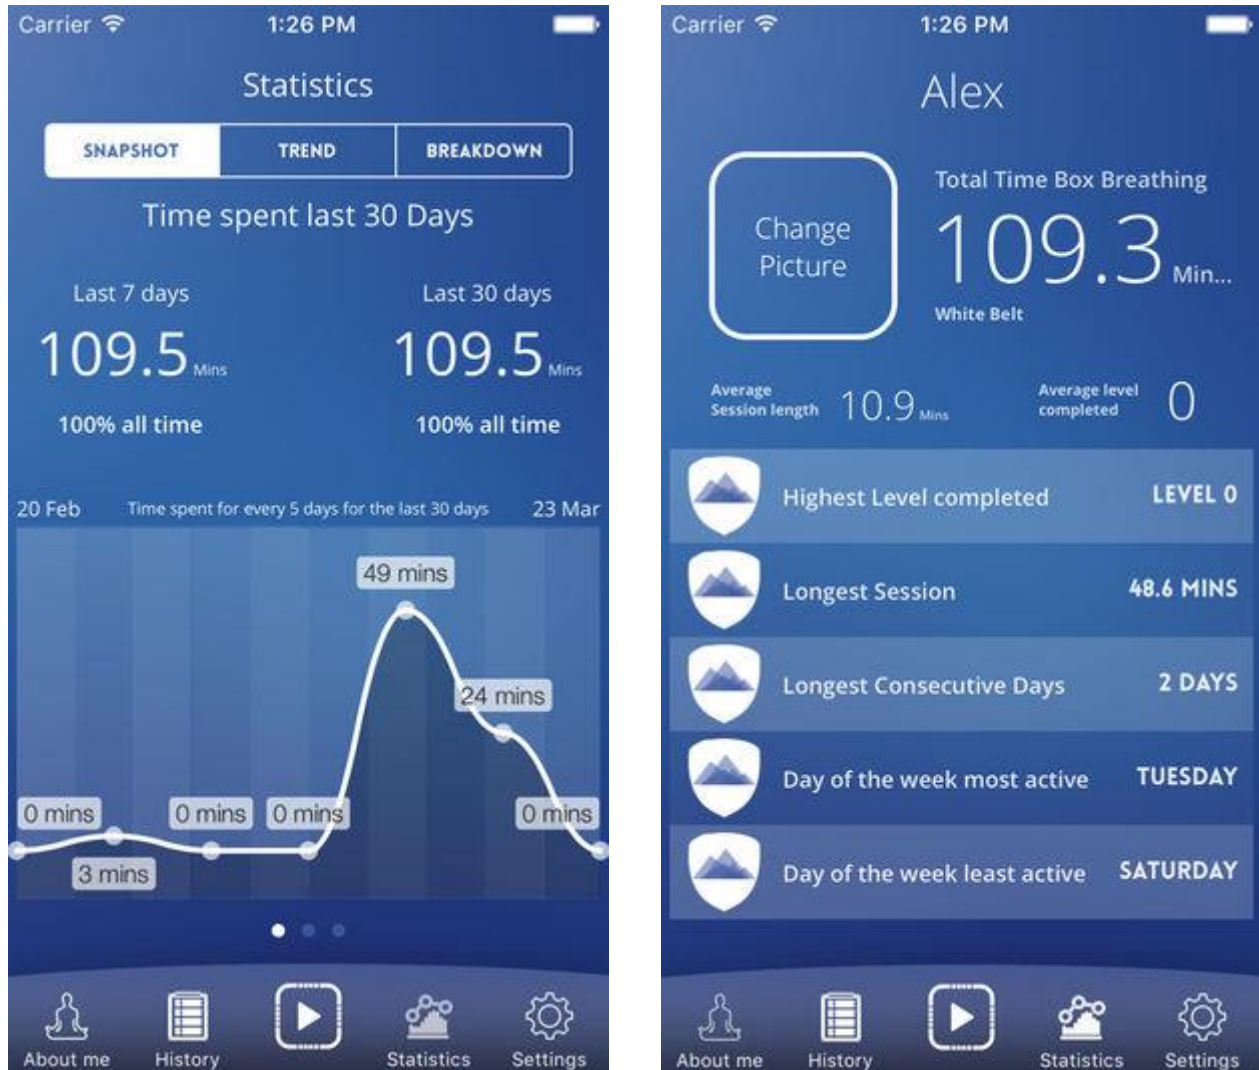 Carrier 1:26 PM
Statistics
SNAPSHOT TREND BREAKDOWN
Time spent last 30 Days
Last 7 days Last 30 days
109.5 Mins 109.5 Mins
100% all time 100% all time
20 Feb Time spent for every 5 days for the last 30 days 23 Mar
49 mins
24 mins
0 mins 0 mins 0 mins 0 mins
3 mins
About me History Statistics Settings
Carrier 1:26 PM
Alex
Change
Picture
Total Time Box Breathing
109.3 Min...
White Belt
Average
Session length 10.9 Mins
Average level
completed 0
Highest Level completed LEVEL 0
Longest Session 48.6 MINS
Longest Consecutive Days 2 DAYS
Day of the week most active TUESDAY
Day of the week least active SATURDAY
About me History Statistics Settings